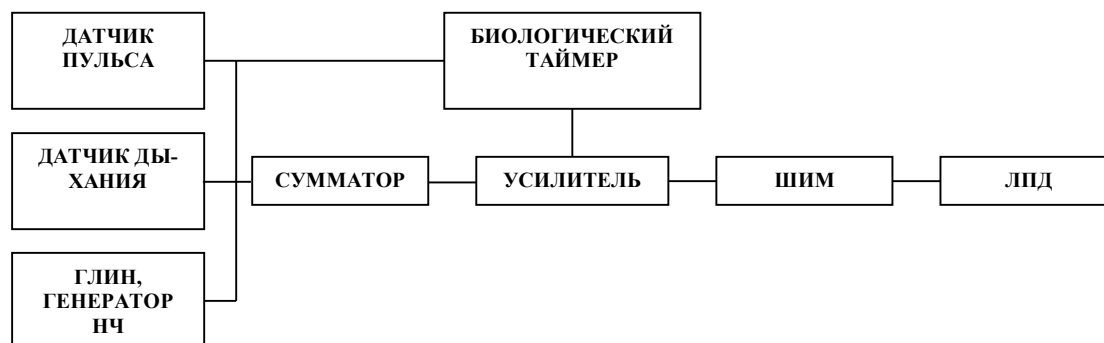 ДАТЧИК
ПУЛЬСА
БИОЛОГИЧЕСКИЙ
ТАЙМЕР
ДАТЧИК ДЫ-
ХАНИЯ
СУММАТОР
УСИЛИТЕЛЬ
ШИМ
ЛПД
ГЛИН,
ГЕНЕРАТОР
НЧ